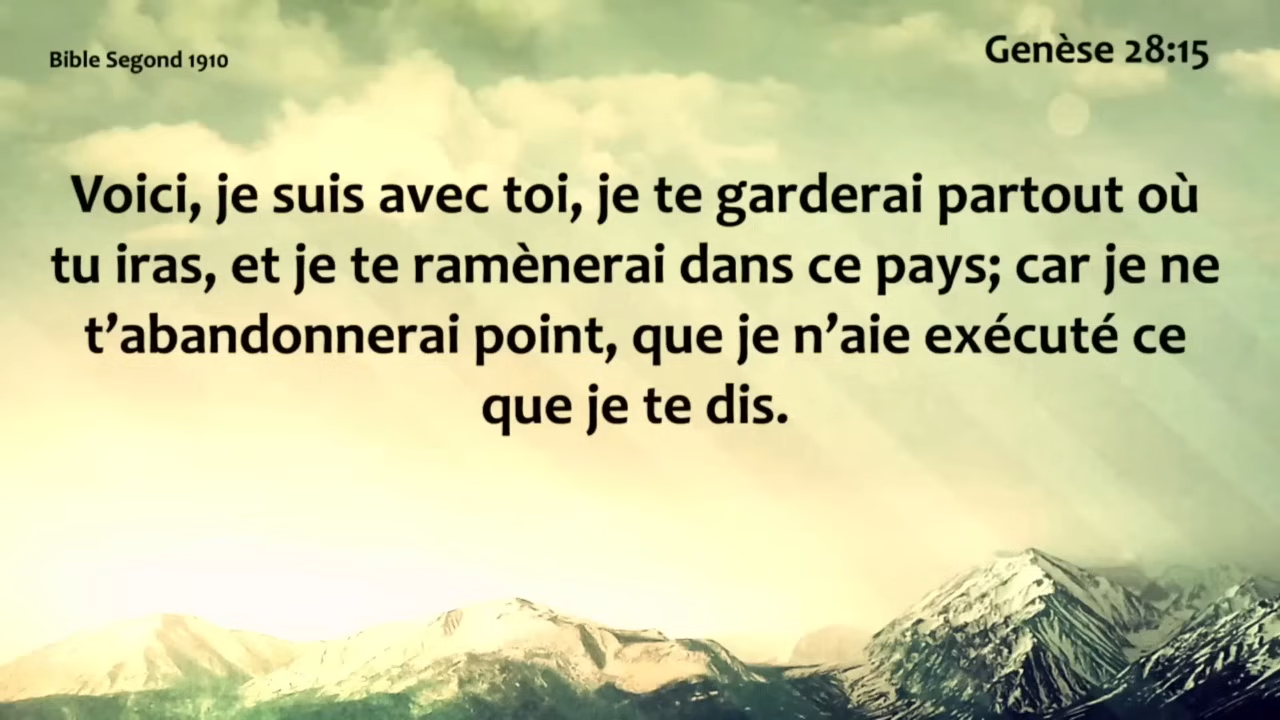 Bible Segond 1910
Genèse 28:15
Voici, je suis avec toi, je te garderai partout où
tu iras, et je te ramènerai dans ce pays; car je ne
t’abandonnerai point, que je n’aie exécuté ce
que je te dis.